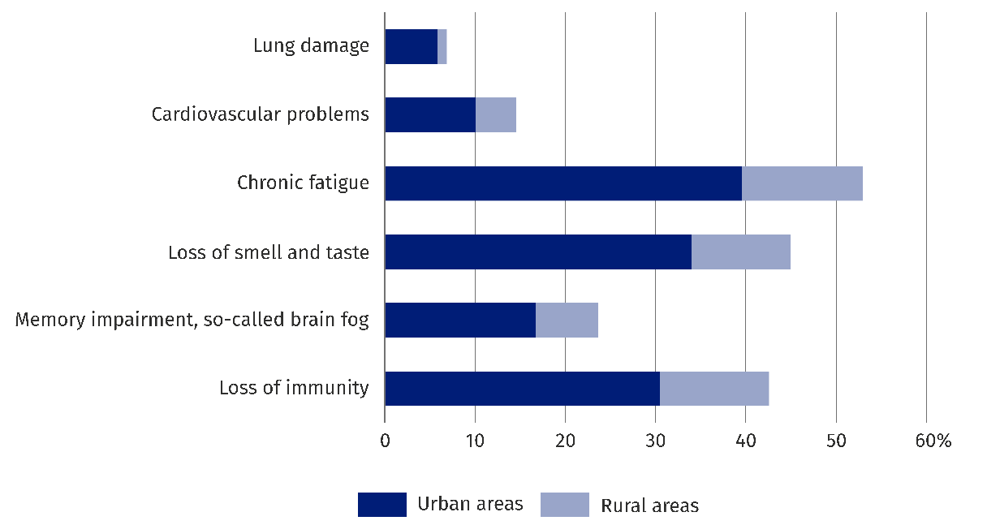 Lung damage
Cardiovascular problems
Chronic fatigue
Loss of smell and taste
Memory impairment, so-called brain fog
Loss of immunity
0 10 20 30 40 50 60%
Urban areas Rural areas